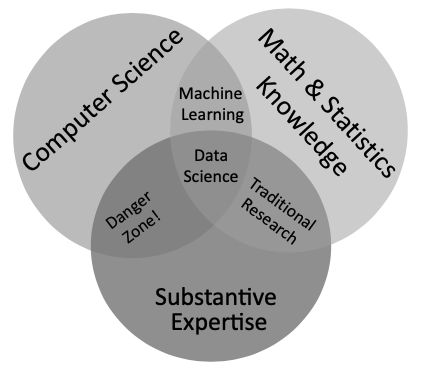 Computer Science
Math & Statistics
Knowledge
Machine
Learning
Data
Science
Danger
Zone!
Traditional
Research
Substantive
Expertise